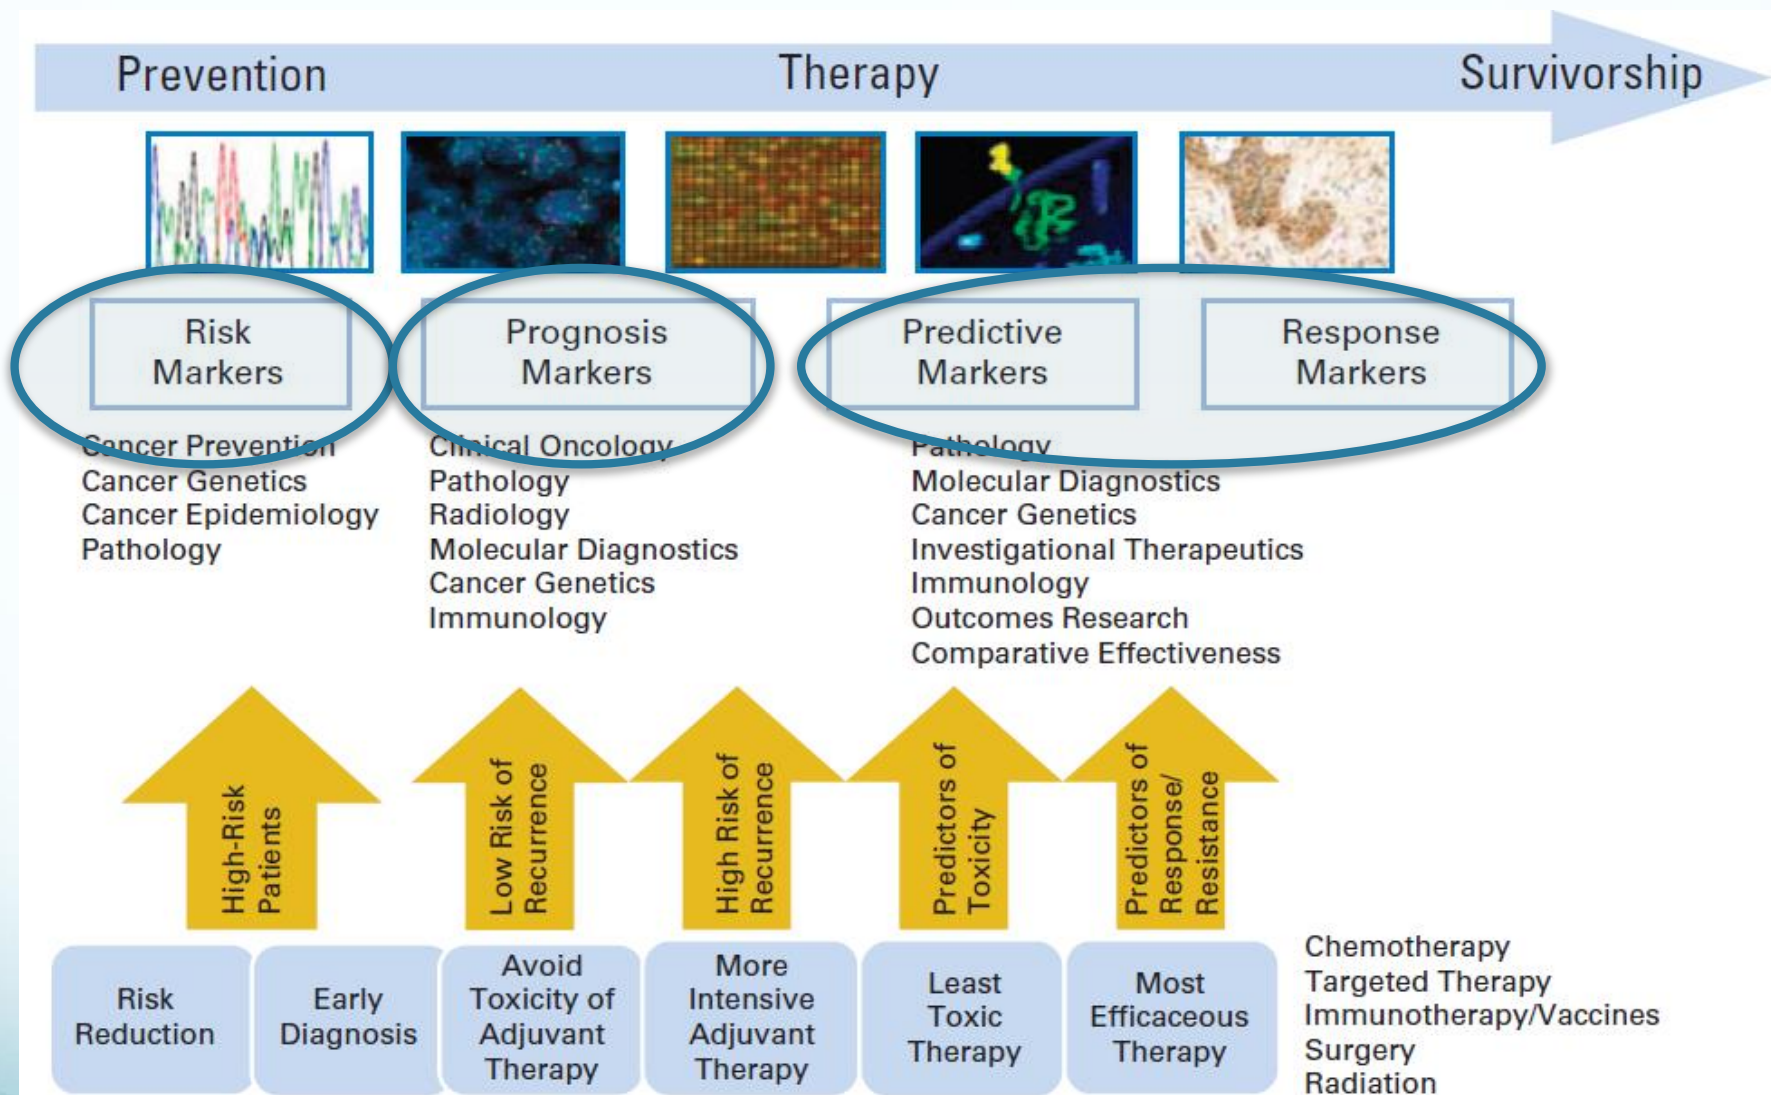 Prevention
Therapy
Survivorship
Risk
Markers
Prognosis
Markers
Predictive
Markers
Response
Markers
Cancer Prevention
Cancer Genetics
Cancer Epidemiology
Pathology
Clinical Oncology
Pathology
Radiology
Molecular Diagnostics
Cancer Genetics
Immunology
Pathology
Molecular Diagnostics
Cancer Genetics
Investigational Therapeutics
Immunology
Outcomes Research
Comparative Effectiveness
High-Risk
Patients
Low Risk of
Recurrence
High Risk of
Recurrence
Predictors of
Toxicity
Predictors of
Response/
Resistance
Risk
Reduction
Early
Diagnosis
Avoid
Toxicity of
Adjuvant
Therapy
More
Intensive
Adjuvant
Therapy
Least
Toxic
Therapy
Most
Efficaceous
Therapy
Chemotherapy
Targeted Therapy
Immunotherapy/Vaccines
Surgery
Radiation